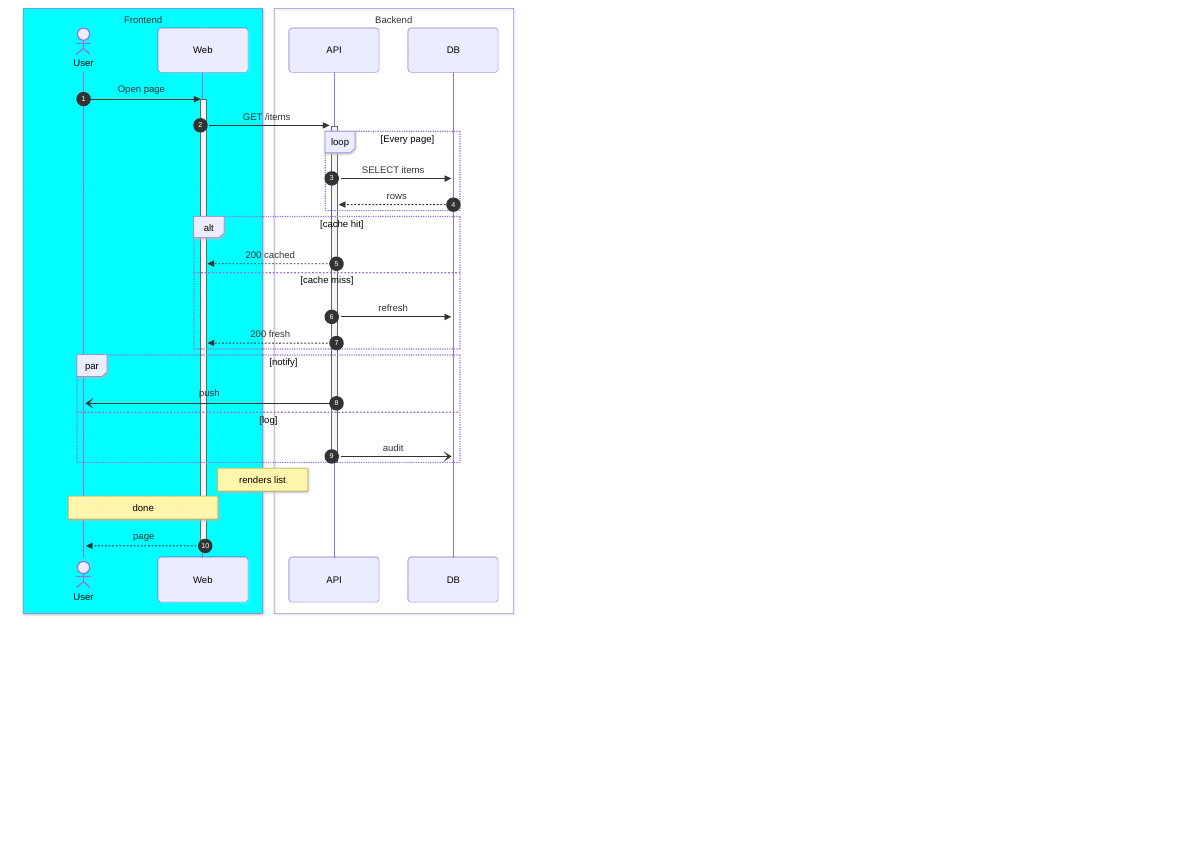 Frontend
Backend
User
Web
API
DB
1
Open page
2
GET /items
loop
[Every page]
3
SELECT items
rows
4
alt
[cache hit]
200 cached
5
[cache miss]
6
refresh
200 fresh
7
par
[notify]
push
8
[log]
9
audit
renders list
done
page
10
User
Web
API
DB